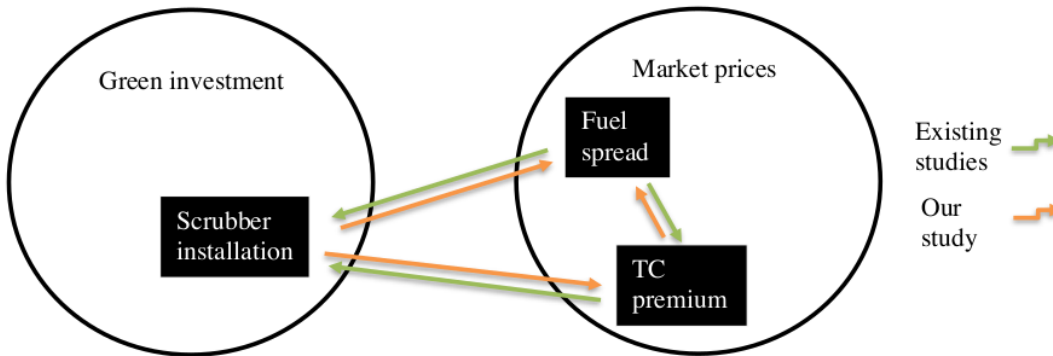 Green investment
Market prices
Fuel
spread
Scrubber
installation
TC
premium
Existing
studies
Our
study